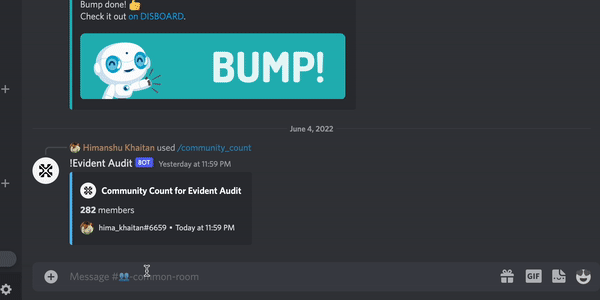 Bump done! 👍
Check it out on DISBOARD.
BUMP!
June 4, 2022
Himanshu Khaitan used /community_count
!Evident Audit BOT Yesterday at 11:59 PM
Community Count for Evident Audit
282 members
hima_khaitan#6659 • Today at 11:59 PM
Message #👥-common-room
GIF